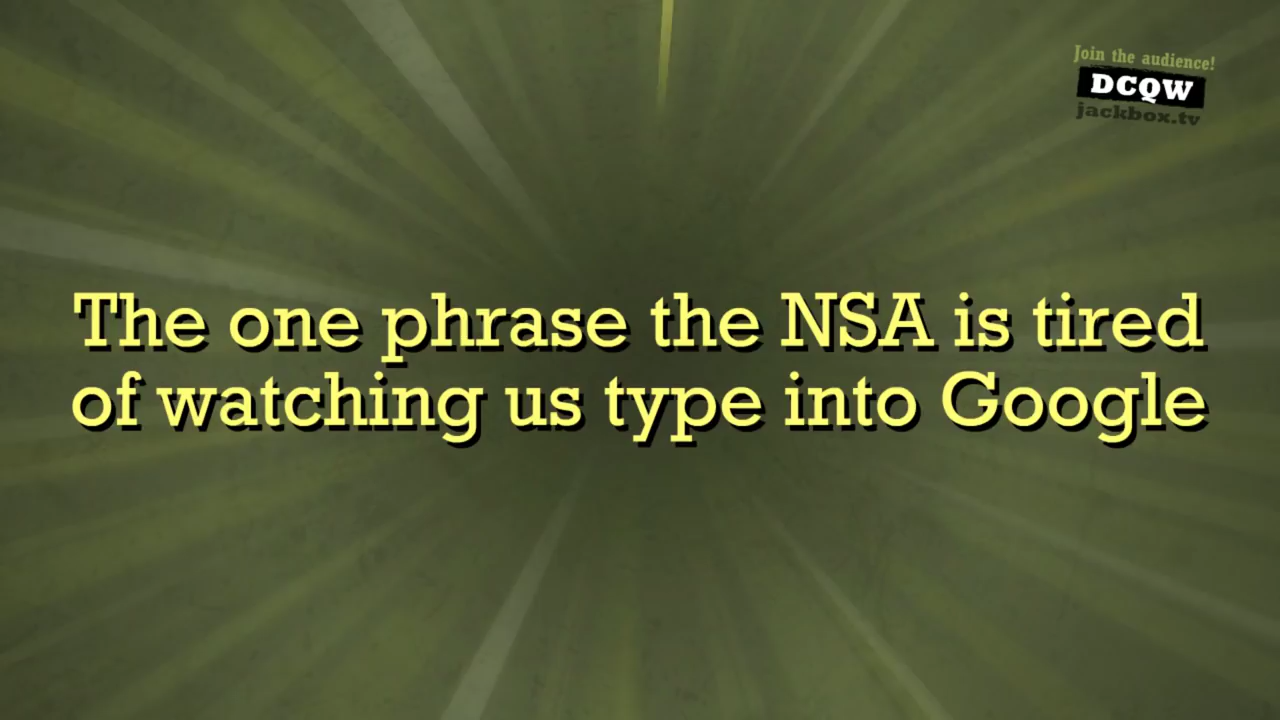 Join the audience!
DCQW
jackbox.tv
The one phrase the NSA is tired
of watching us type into Google